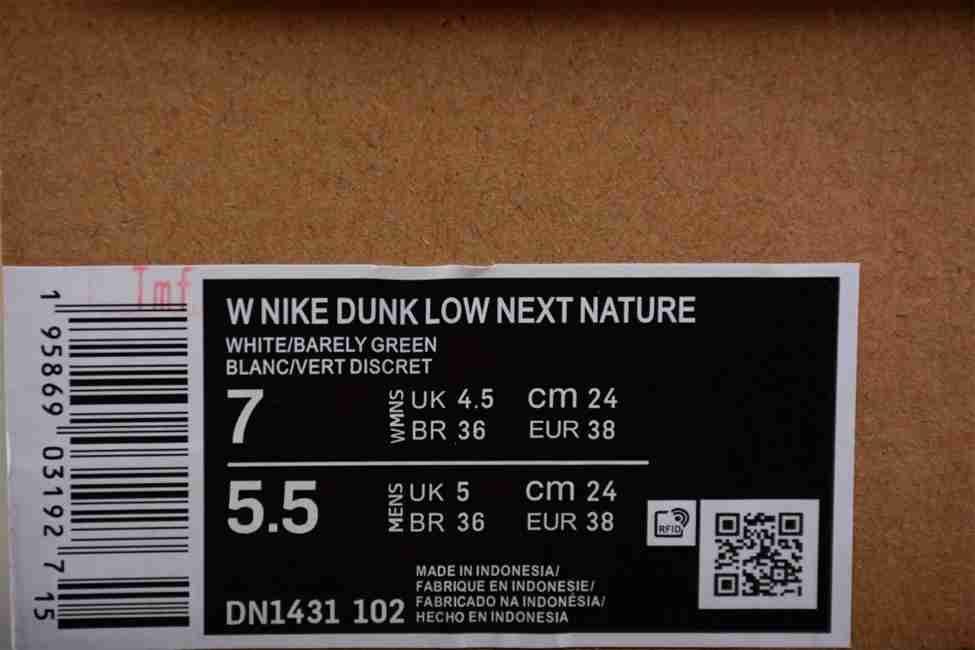 Tmf
1 95869 03192 7 15
W NIKE DUNK LOW NEXT NATURE
WHITE/BARELY GREEN
BLANC/VERT DISCRET
7 WMNS UK 4.5 cm 24
BR 36 EUR 38
5.5 MENS UK 5 cm 24
BR 36 EUR 38
RFID
MADE IN INDONESIA/
FABRIQUE EN INDONESIE/
FABRICADO NA INDONÉSIA/
HECHO EN INDONESIA
DN1431 102